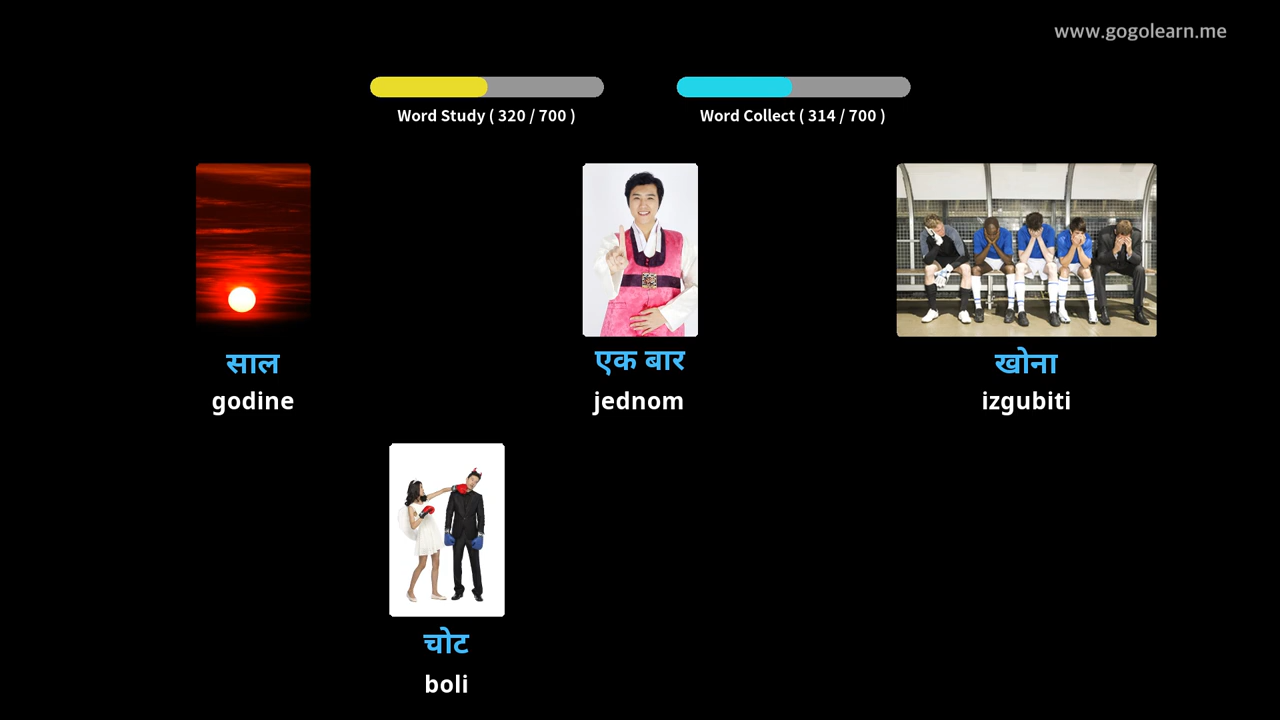 www.gogolearn.me
Word Study ( 320 / 700 )
Word Collect ( 314 / 700 )
साल
godine
एक बार
jednom
खोना
izgubiti
चोट
boli